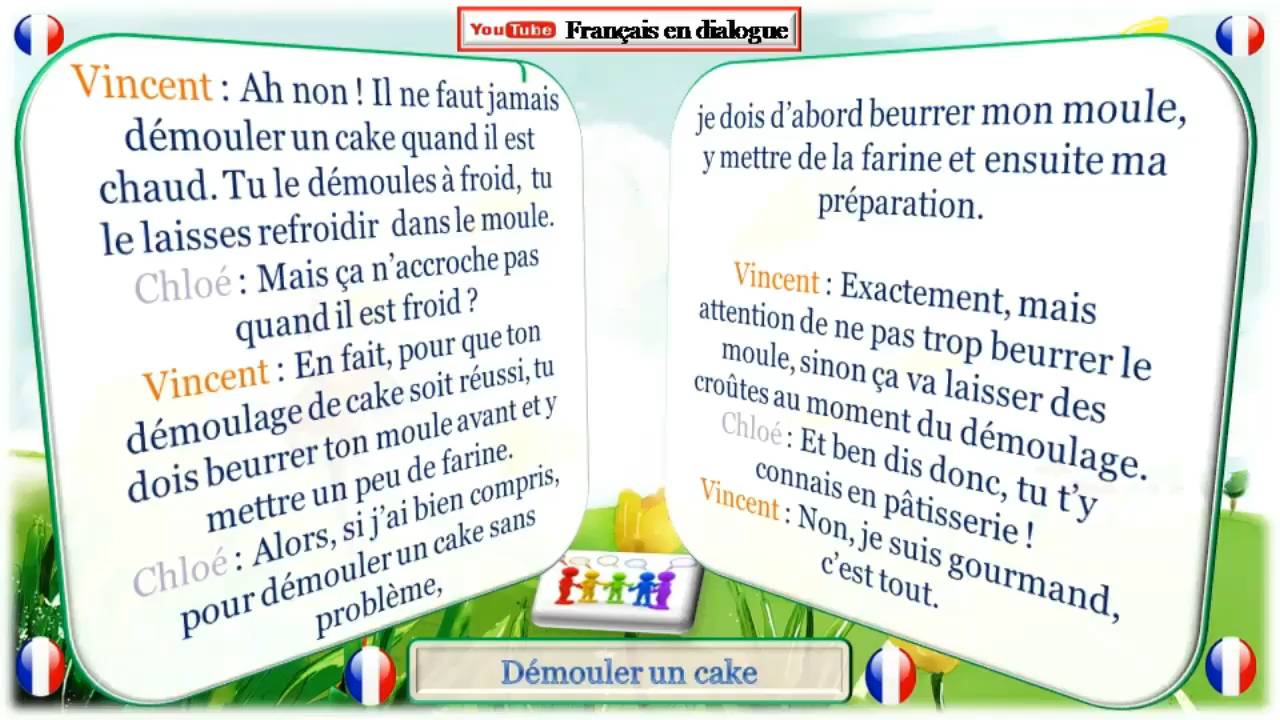 YouTube Français en dialogue
Vincent : Ah non ! Il ne faut jamais
démouler un cake quand il est
chaud. Tu le démoules à froid, tu
le laisses refroidir dans le moule.
Chloé : Mais ça n’accroche pas
quand il est froid ?
Vincent : En fait, pour que ton
démoulage de cake soit réussi, tu
dois beurrer ton moule avant et y
mettre un peu de farine.
Chloé : Alors, si j’ai bien compris,
pour démouler un cake sans
problème,
je dois d’abord beurrer mon moule,
y mettre de la farine et ensuite ma
préparation.
Vincent : Exactement, mais
attention de ne pas trop beurrer le
moule, sinon ça va laisser des
croûtes au moment du démoulage.
Chloé : Et ben dis donc, tu t’y
connais en pâtisserie !
Vincent : Non, je suis gourmand,
c’est tout.
Démouler un cake